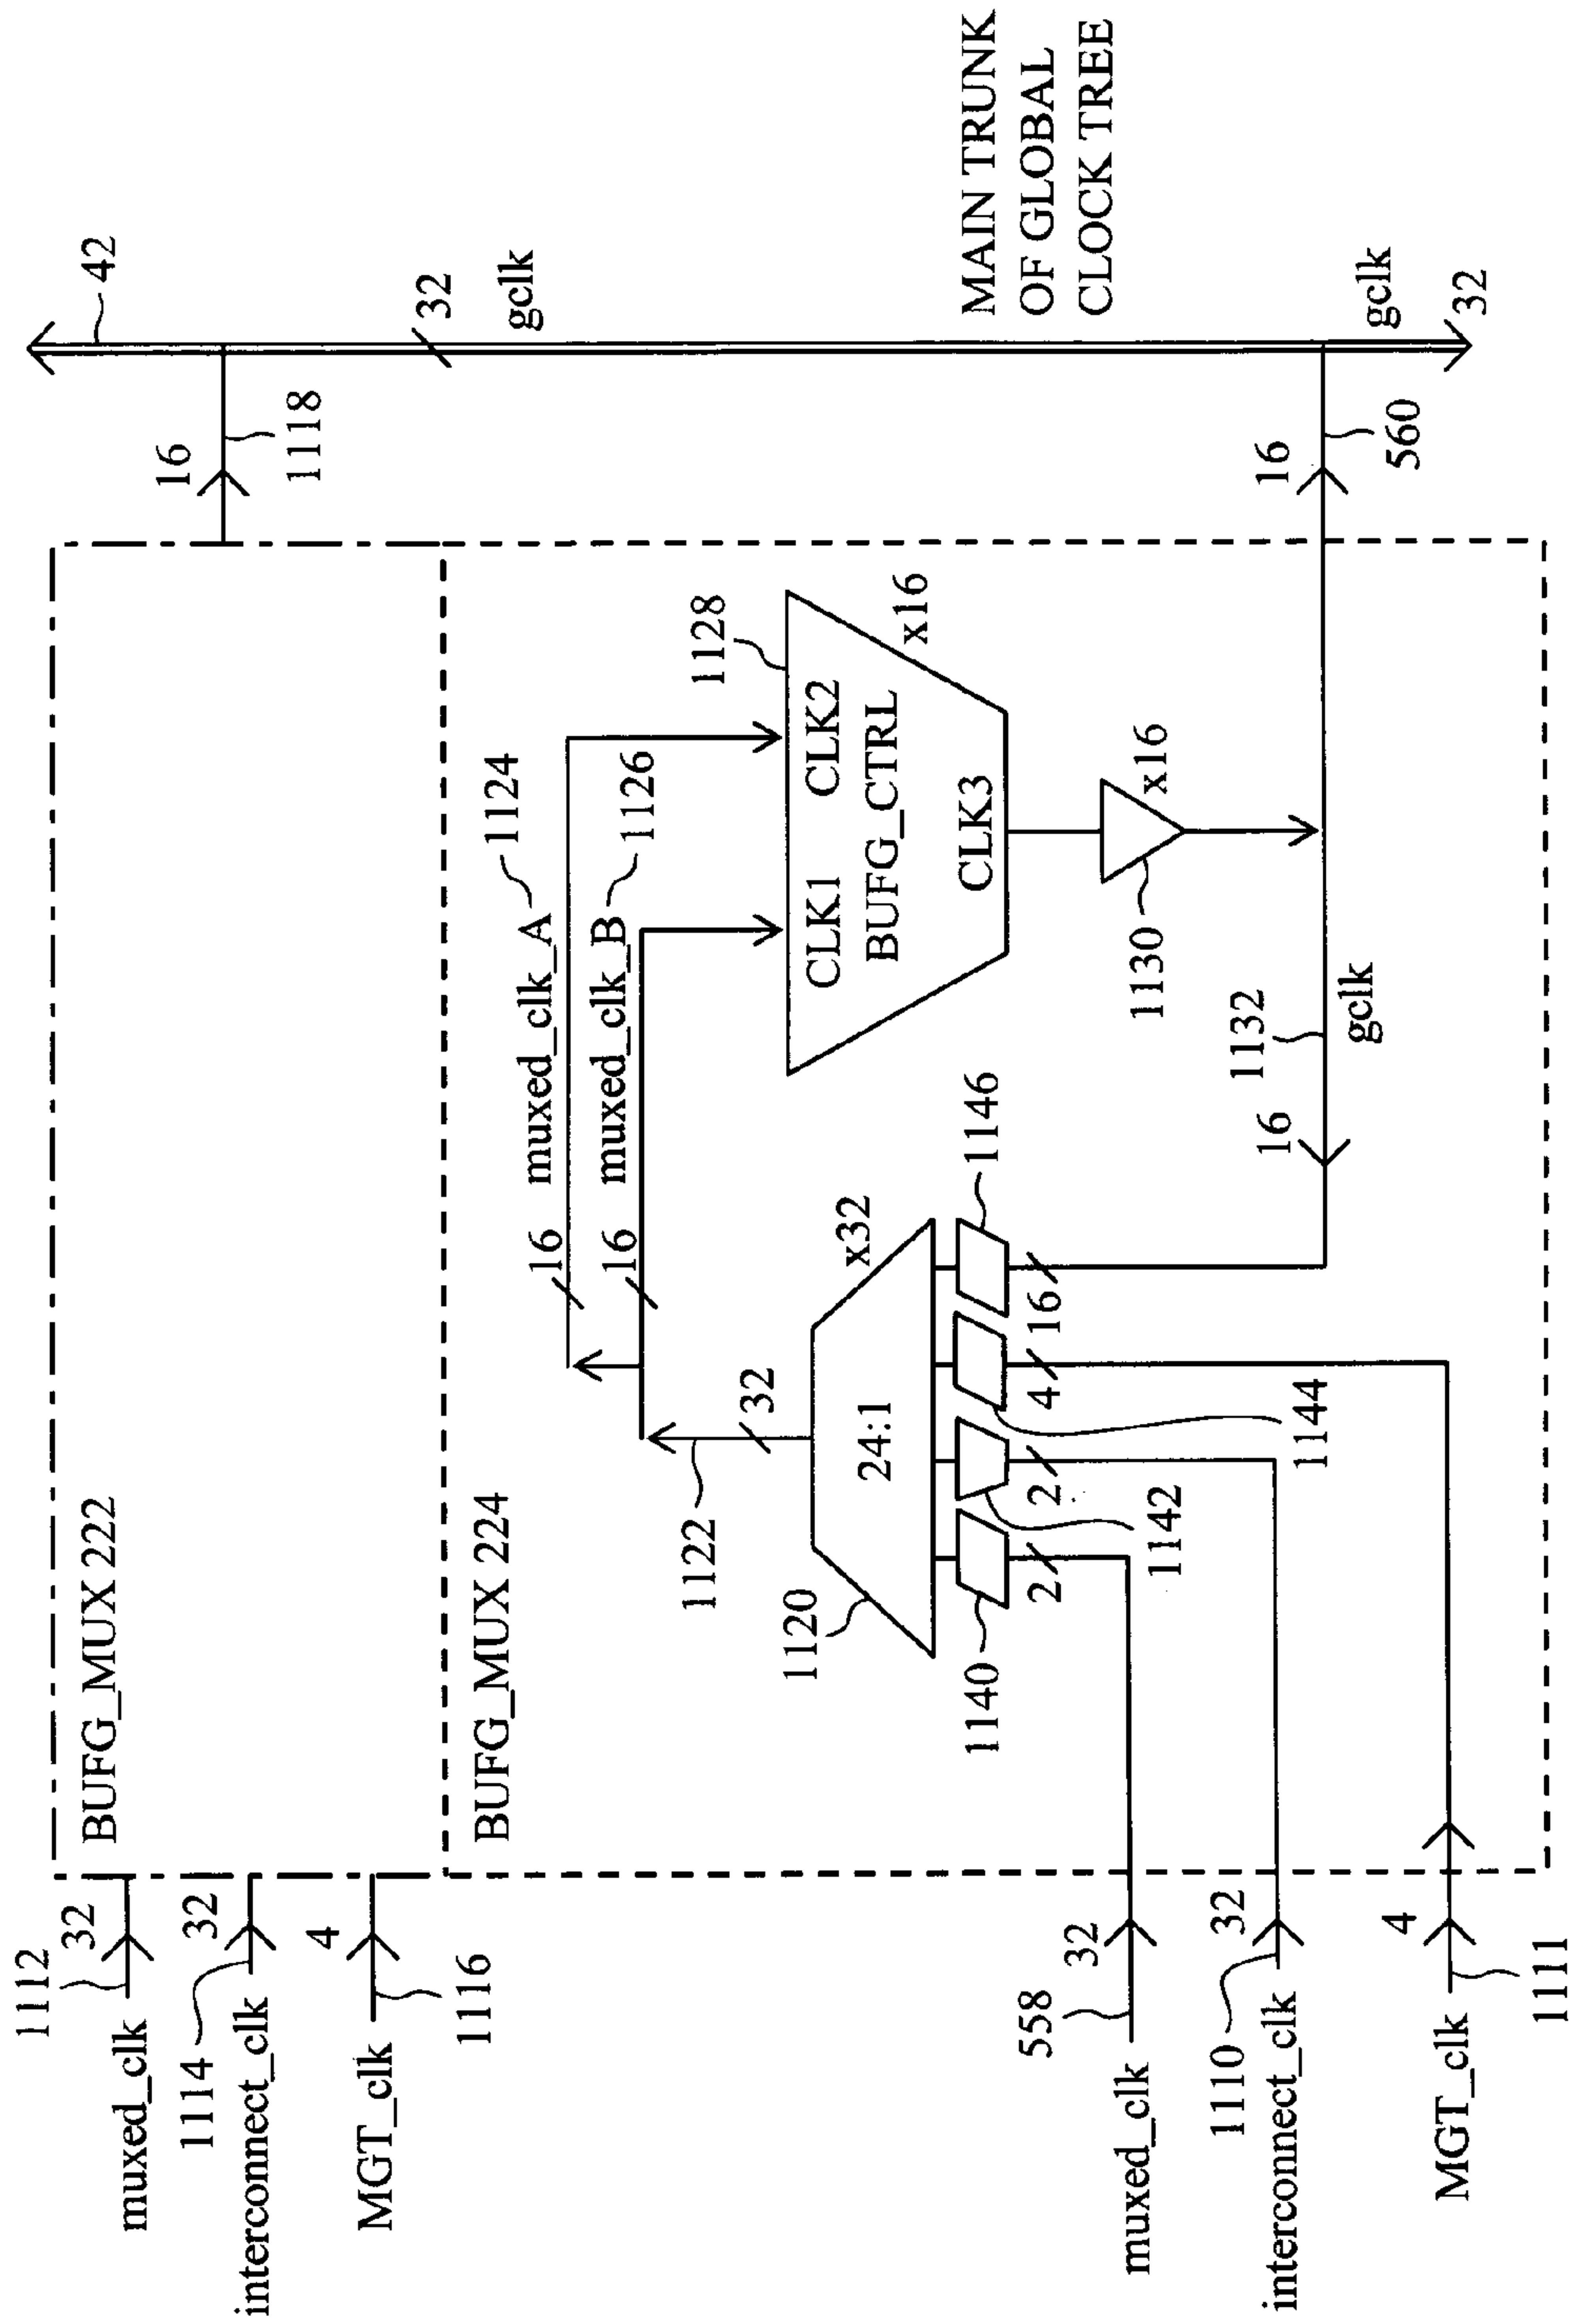 1112
32
muxed_clk
1114
32
interconnect_clk
4
MGT_clk
1116
BUFG_MUX 222
16
1118
42
32
gclk
BUFG_MUX 224
16
muxed_clk_A
1124
16
muxed_clk_B
1126
1122
32
1120
24:1
x32
1128
CLK1 CLK2
BUFG_CTRL
CLK3
x16
1130
x16
1140
2
1142
2
1144
4
16
1146
16
1132
gclk
16
560
gclk
32
MAIN TRUNK
OF GLOBAL
CLOCK TREE
558
32
muxed_clk
1110
32
interconnect_clk
4
MGT_clk
1111